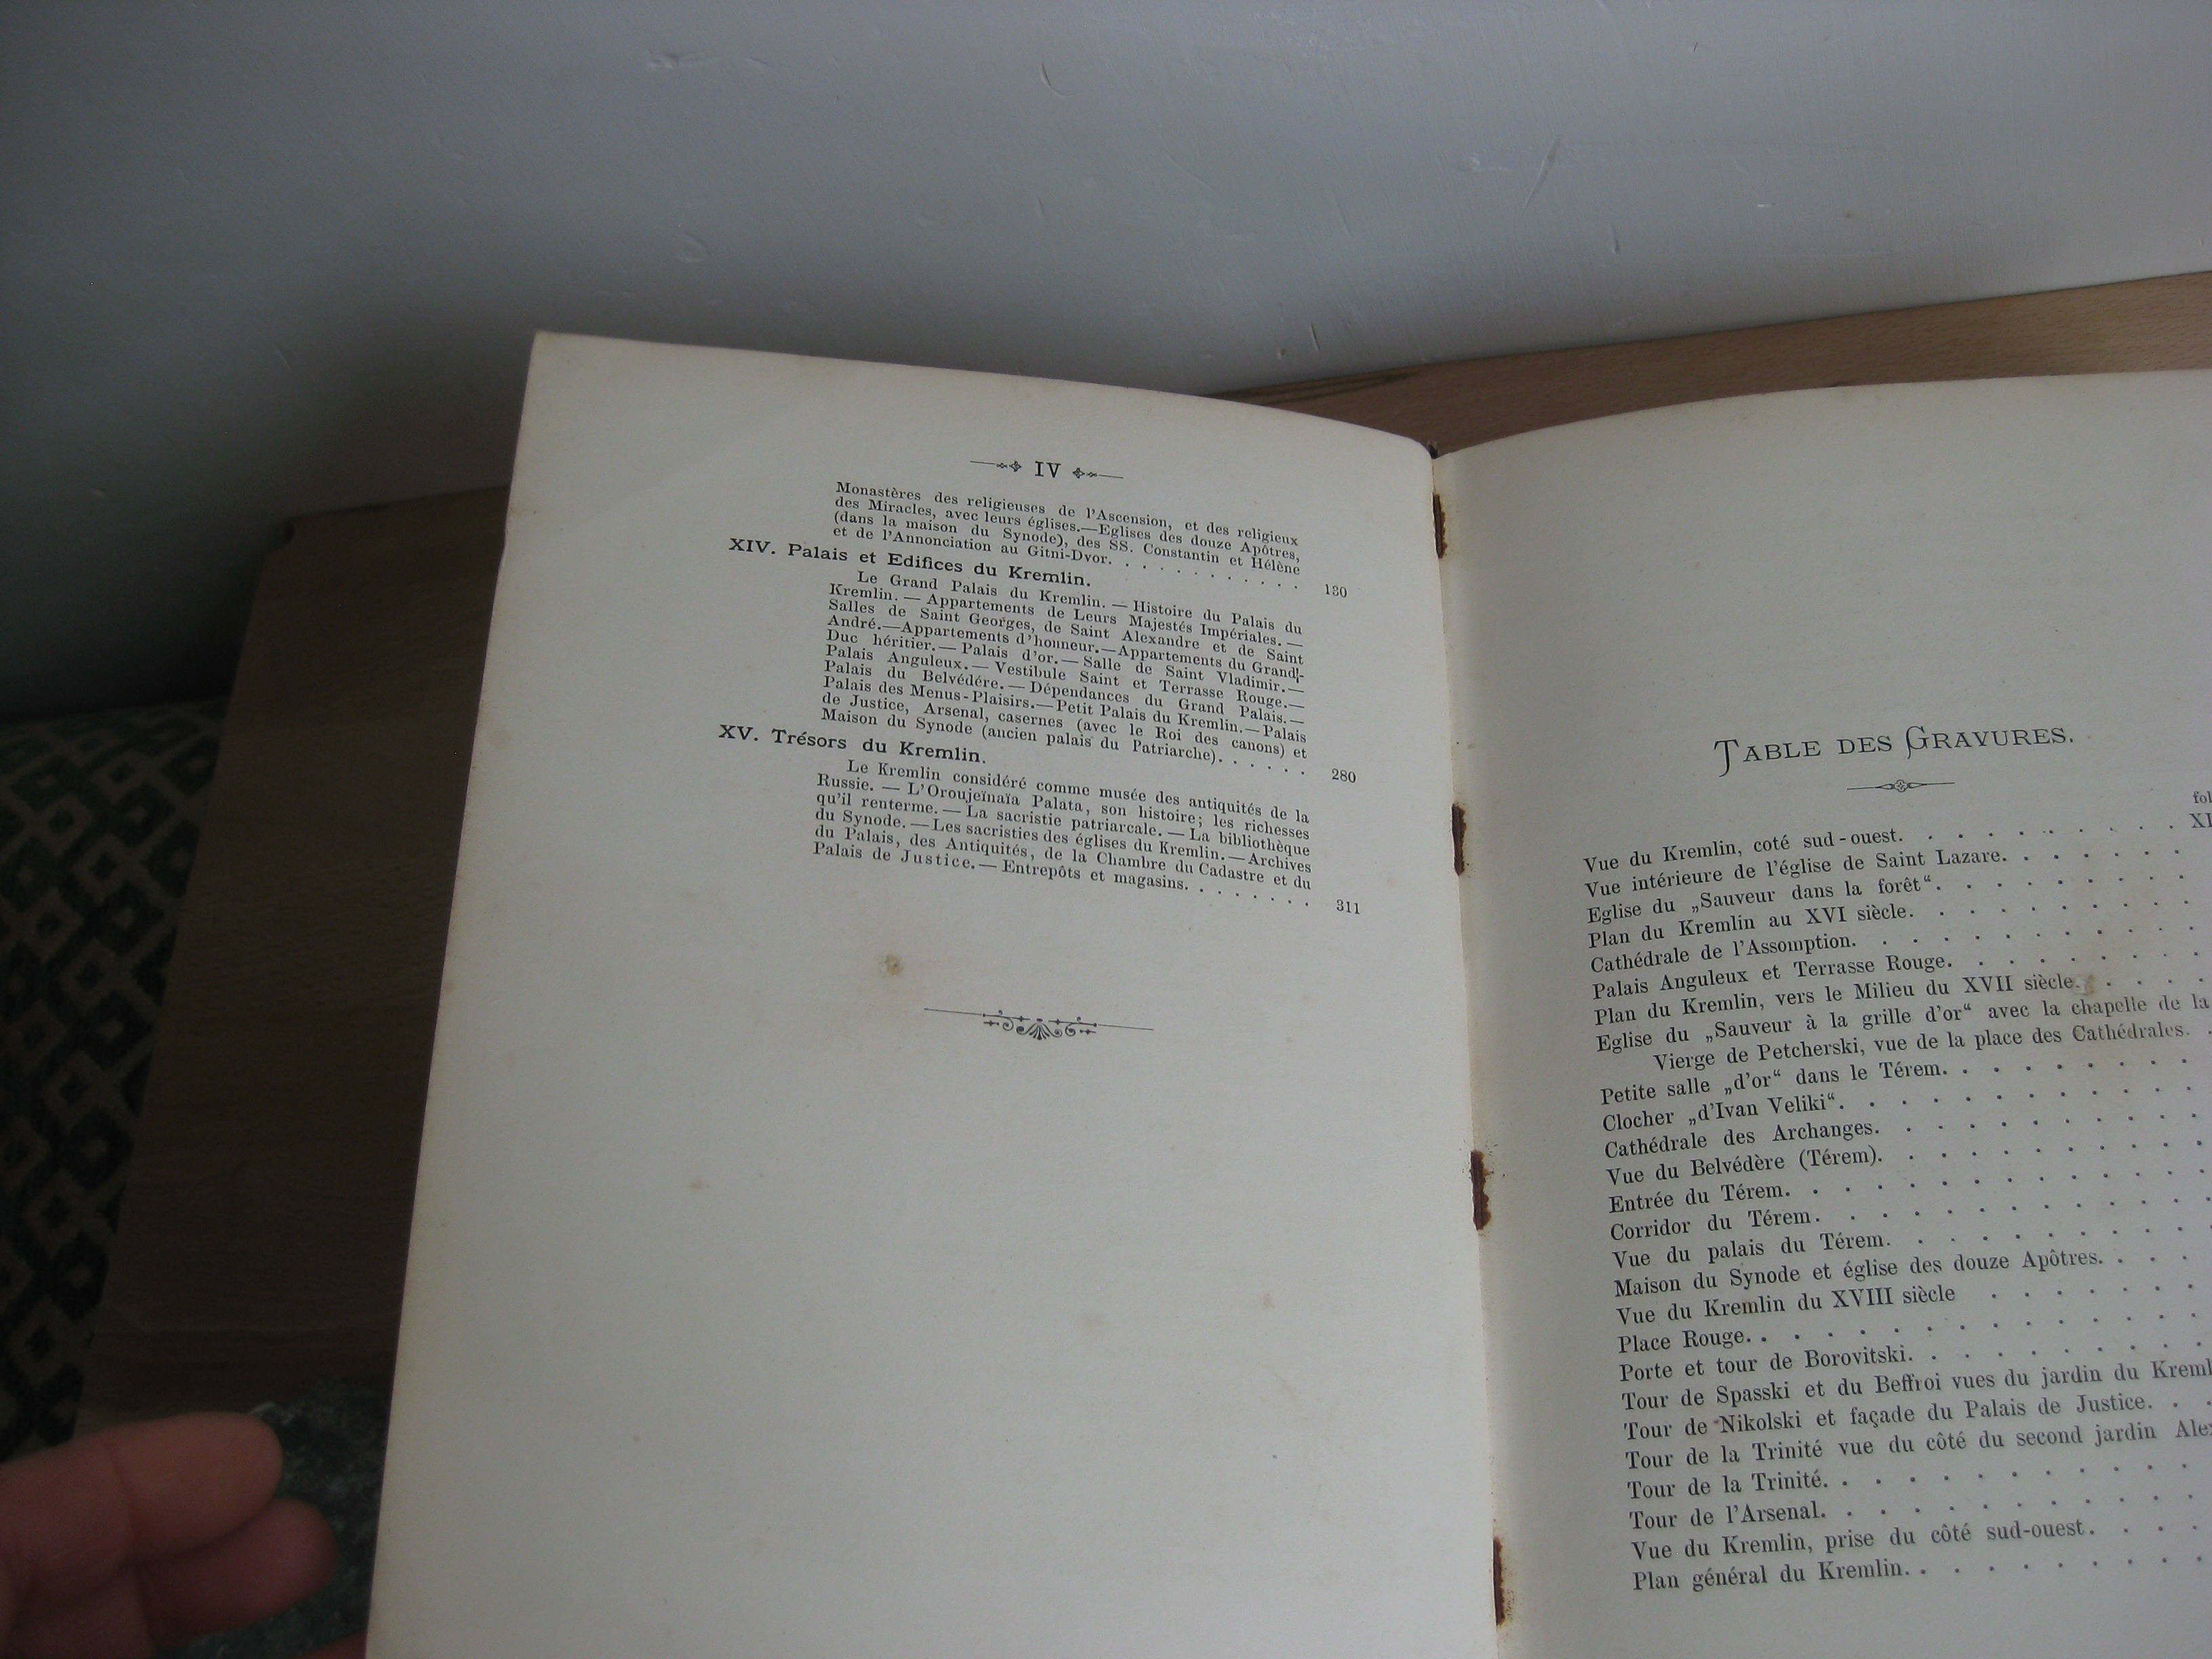 IV
Monastères des religieuses de l'Ascension, et des religieux
des Miracles, avec leurs églises.—Eglises des douze Apôtres,
(dans la maison du Synode), des SS. Constantin et Hélène
et de l'Annonciation au Gitni-Dvor. . . . . . . . . . . . 130
XIV. Palais et Edifices du Kremlin.
Le Grand Palais du Kremlin. — Histoire du Palais du
Kremlin. — Appartements de Leurs Majestés Impériales. —
Salles de Saint Georges, de Saint Alexandre et de Saint
André.—Appartements d'honneur.—Appartements du Grand-
Duc héritier.— Palais d'or.— Salle de Saint Vladimir.—
Palais Anguleux.— Vestibule Saint et Terrasse Rouge.—
Palais du Belvédére.— Dépendances du Grand Palais.—
Palais des Menus-Plaisirs.—Petit Palais du Kremlin.—Palais
de Justice, Arsenal, casernes (avec le Roi des canons) et
Maison du Synode (ancien palais du Patriarche). . . . . . 280
XV. Trésors du Kremlin.
Le Kremlin considéré comme musée des antiquités de la
Russie. — L'Oroujeïnaïa Palata, son histoire; les richesses
qu'il renterme.— La sacristie patriarcale.— La bibliothèque
du Synode.—Les sacristies des églises du Kremlin.—Archives
du Palais, des Antiquités, de la Chambre du Cadastre et du
Palais de Justice.— Entrepôts et magasins. . . . . . . . 311
TABLE DES GRAVURES.
fol
Vue du Kremlin, coté sud-ouest. . . . . . . . . . XI
Vue intérieure de l'église de Saint Lazare. . . . . . .
Eglise du „Sauveur dans la forêt“. . . . . . . . .
Plan du Kremlin au XVI siècle. . . . . . . . . .
Cathédrale de l'Assomption. . . . . . . . . . .
Palais Anguleux et Terrasse Rouge. . . . . . . . .
Plan du Kremlin, vers le Milieu du XVII siècle. . . . .
Eglise du „Sauveur à la grille d'or“ avec la chapelle de la
Vierge de Petcherski, vue de la place des Cathédrales. .
Petite salle „d'or“ dans le Térem. . . . . . . . .
Clocher „d'Ivan Veliki“. . . . . . . . . . . .
Cathédrale des Archanges. . . . . . . . . . .
Vue du Belvédère (Térem). . . . . . . . . . .
Entrée du Térem. . . . . . . . . . . . . .
Corridor du Térem. . . . . . . . . . . . .
Vue du palais du Térem. . . . . . . . . . .
Maison du Synode et église des douze Apôtres. . . . .
Vue du Kremlin du XVIII siècle . . . . . . . .
Place Rouge. . . . . . . . . . . . . . .
Porte et tour de Borovitski. . . . . . . . . .
Tour de Spasski et du Beffroi vues du jardin du Kreml
Tour de Nikolski et façade du Palais de Justice. . .
Tour de la Trinité vue du côté du second jardin Alex
Tour de la Trinité. . . . . . . . . . . . .
Tour de l'Arsenal. . . . . . . . . . . . .
Vue du Kremlin, prise du côté sud-ouest. . . . .
Plan général du Kremlin. . . . . . . . . . .